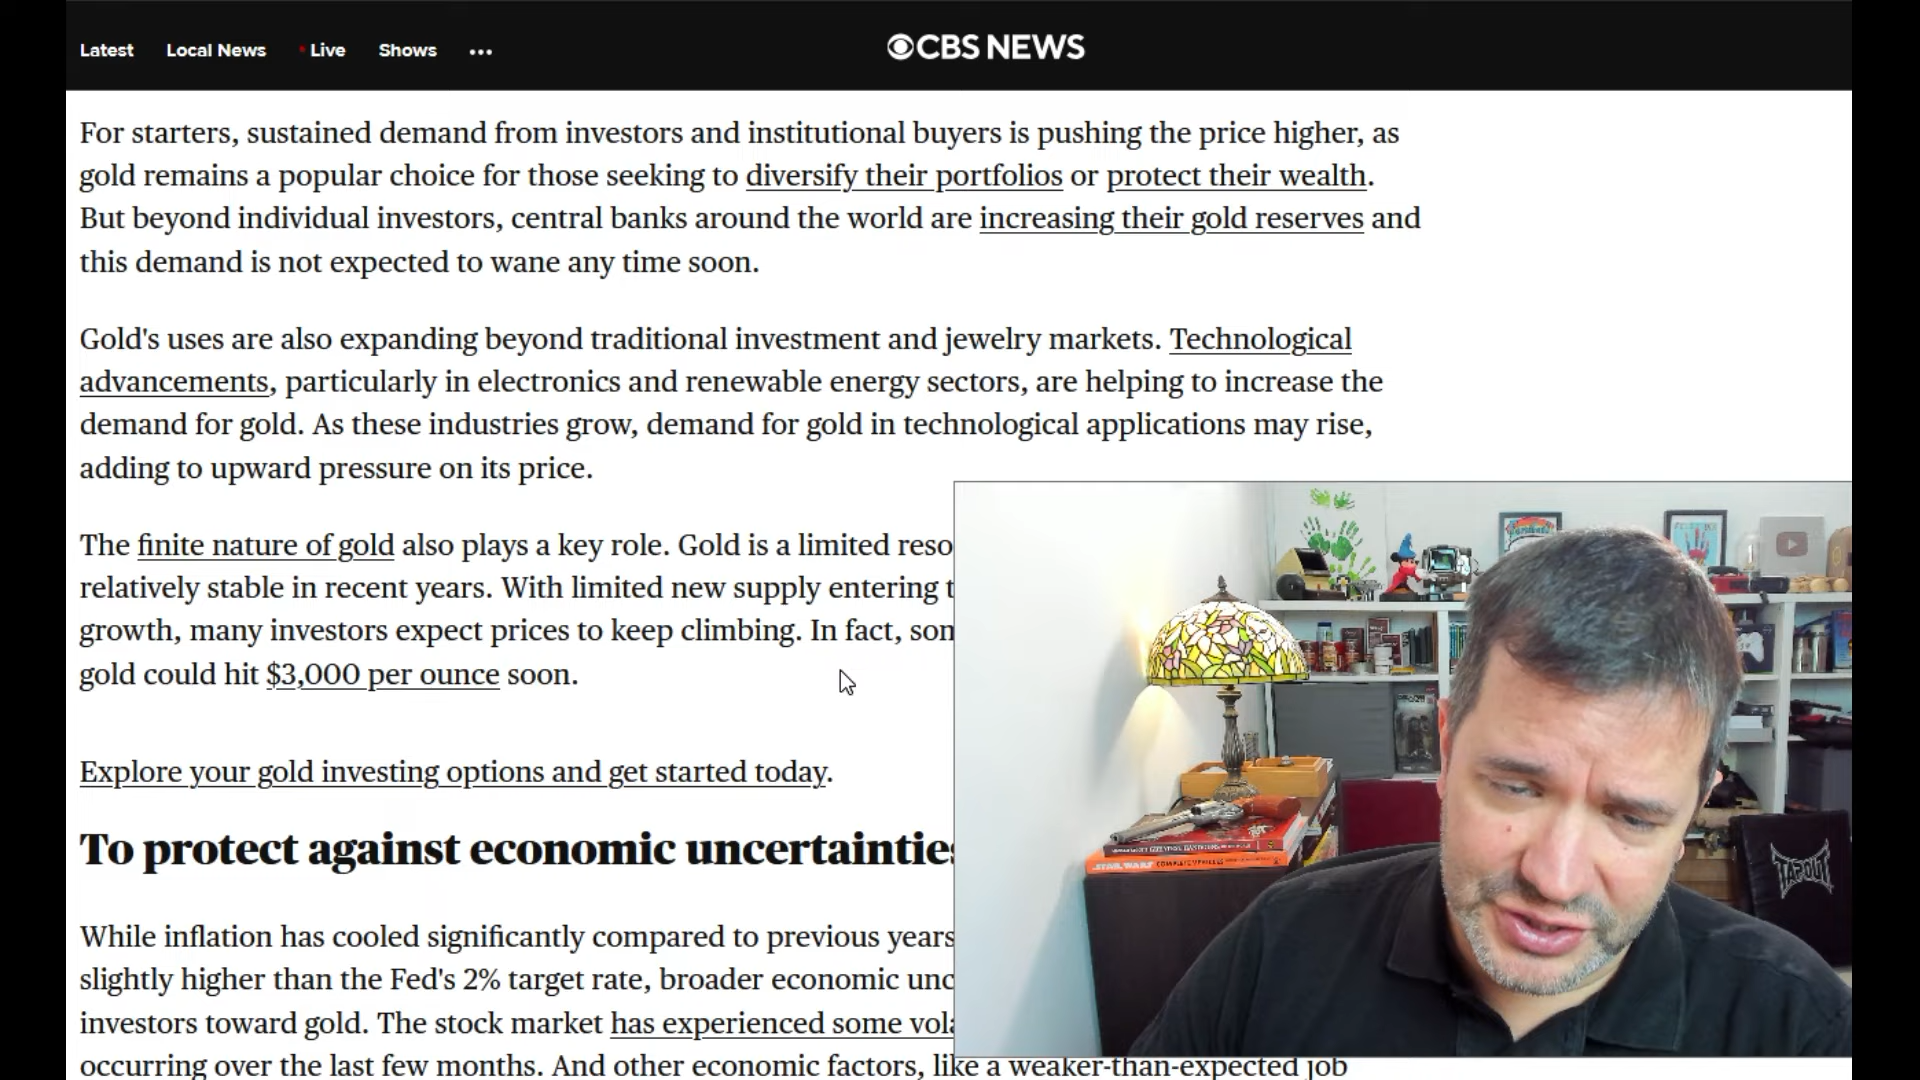 Latest Local News Live Shows ...
CBS NEWS
For starters, sustained demand from investors and institutional buyers is pushing the price higher, as
gold remains a popular choice for those seeking to diversify their portfolios or protect their wealth.
But beyond individual investors, central banks around the world are increasing their gold reserves and
this demand is not expected to wane any time soon.
Gold's uses are also expanding beyond traditional investment and jewelry markets. Technological
advancements, particularly in electronics and renewable energy sectors, are helping to increase the
demand for gold. As these industries grow, demand for gold in technological applications may rise,
adding to upward pressure on its price.
The finite nature of gold also plays a key role. Gold is a limited reso
relatively stable in recent years. With limited new supply entering t
growth, many investors expect prices to keep climbing. In fact, som
gold could hit $3,000 per ounce soon.
Explore your gold investing options and get started today.
To protect against economic uncertainties
While inflation has cooled significantly compared to previous years
slightly higher than the Fed's 2% target rate, broader economic unc
investors toward gold. The stock market has experienced some vola
occurring over the last few months. And other economic factors, like a weaker-than-expected job
STAR WARS COMPLETE VEHICLES
TAPOUT